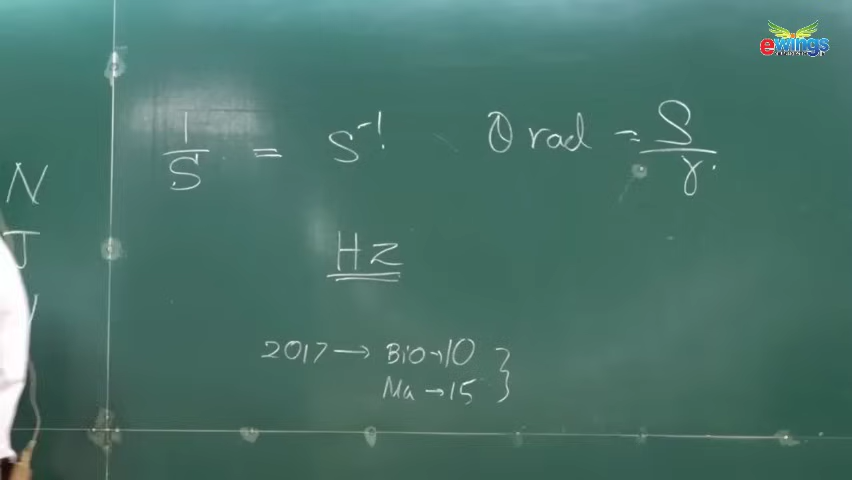 ewings
1/S = S⁻¹
θ rad = S/r
N
J
Hz
2017 → Bio → 10
Ma → 15